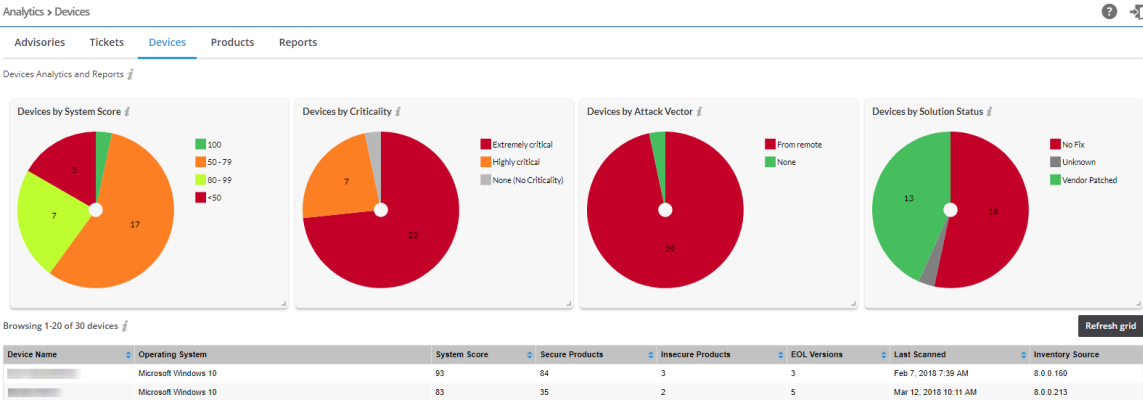 Analytics > Devices
Advisories Tickets Devices Products Reports
Devices Analytics and Reports i
Devices by System Score i
5
7
17
100
50 - 79
80 - 99
<50
Devices by Criticality i
7
22
Extremely critical
Highly critical
None (No Criticality)
Devices by Attack Vector i
29
From remote
None
Devices by Solution Status i
13
16
No Fix
Unknown
Vendor Patched
Browsing 1-20 of 30 devices i
Refresh grid
Device Name Operating System System Score Secure Products Insecure Products EOL Versions Last Scanned Inventory Source
Microsoft Windows 10 93 84 3 3 Feb 7, 2018 7:39 AM 8.0.0.160
Microsoft Windows 10 83 35 2 5 Mar 12, 2018 10:11 AM 8.0.0.213